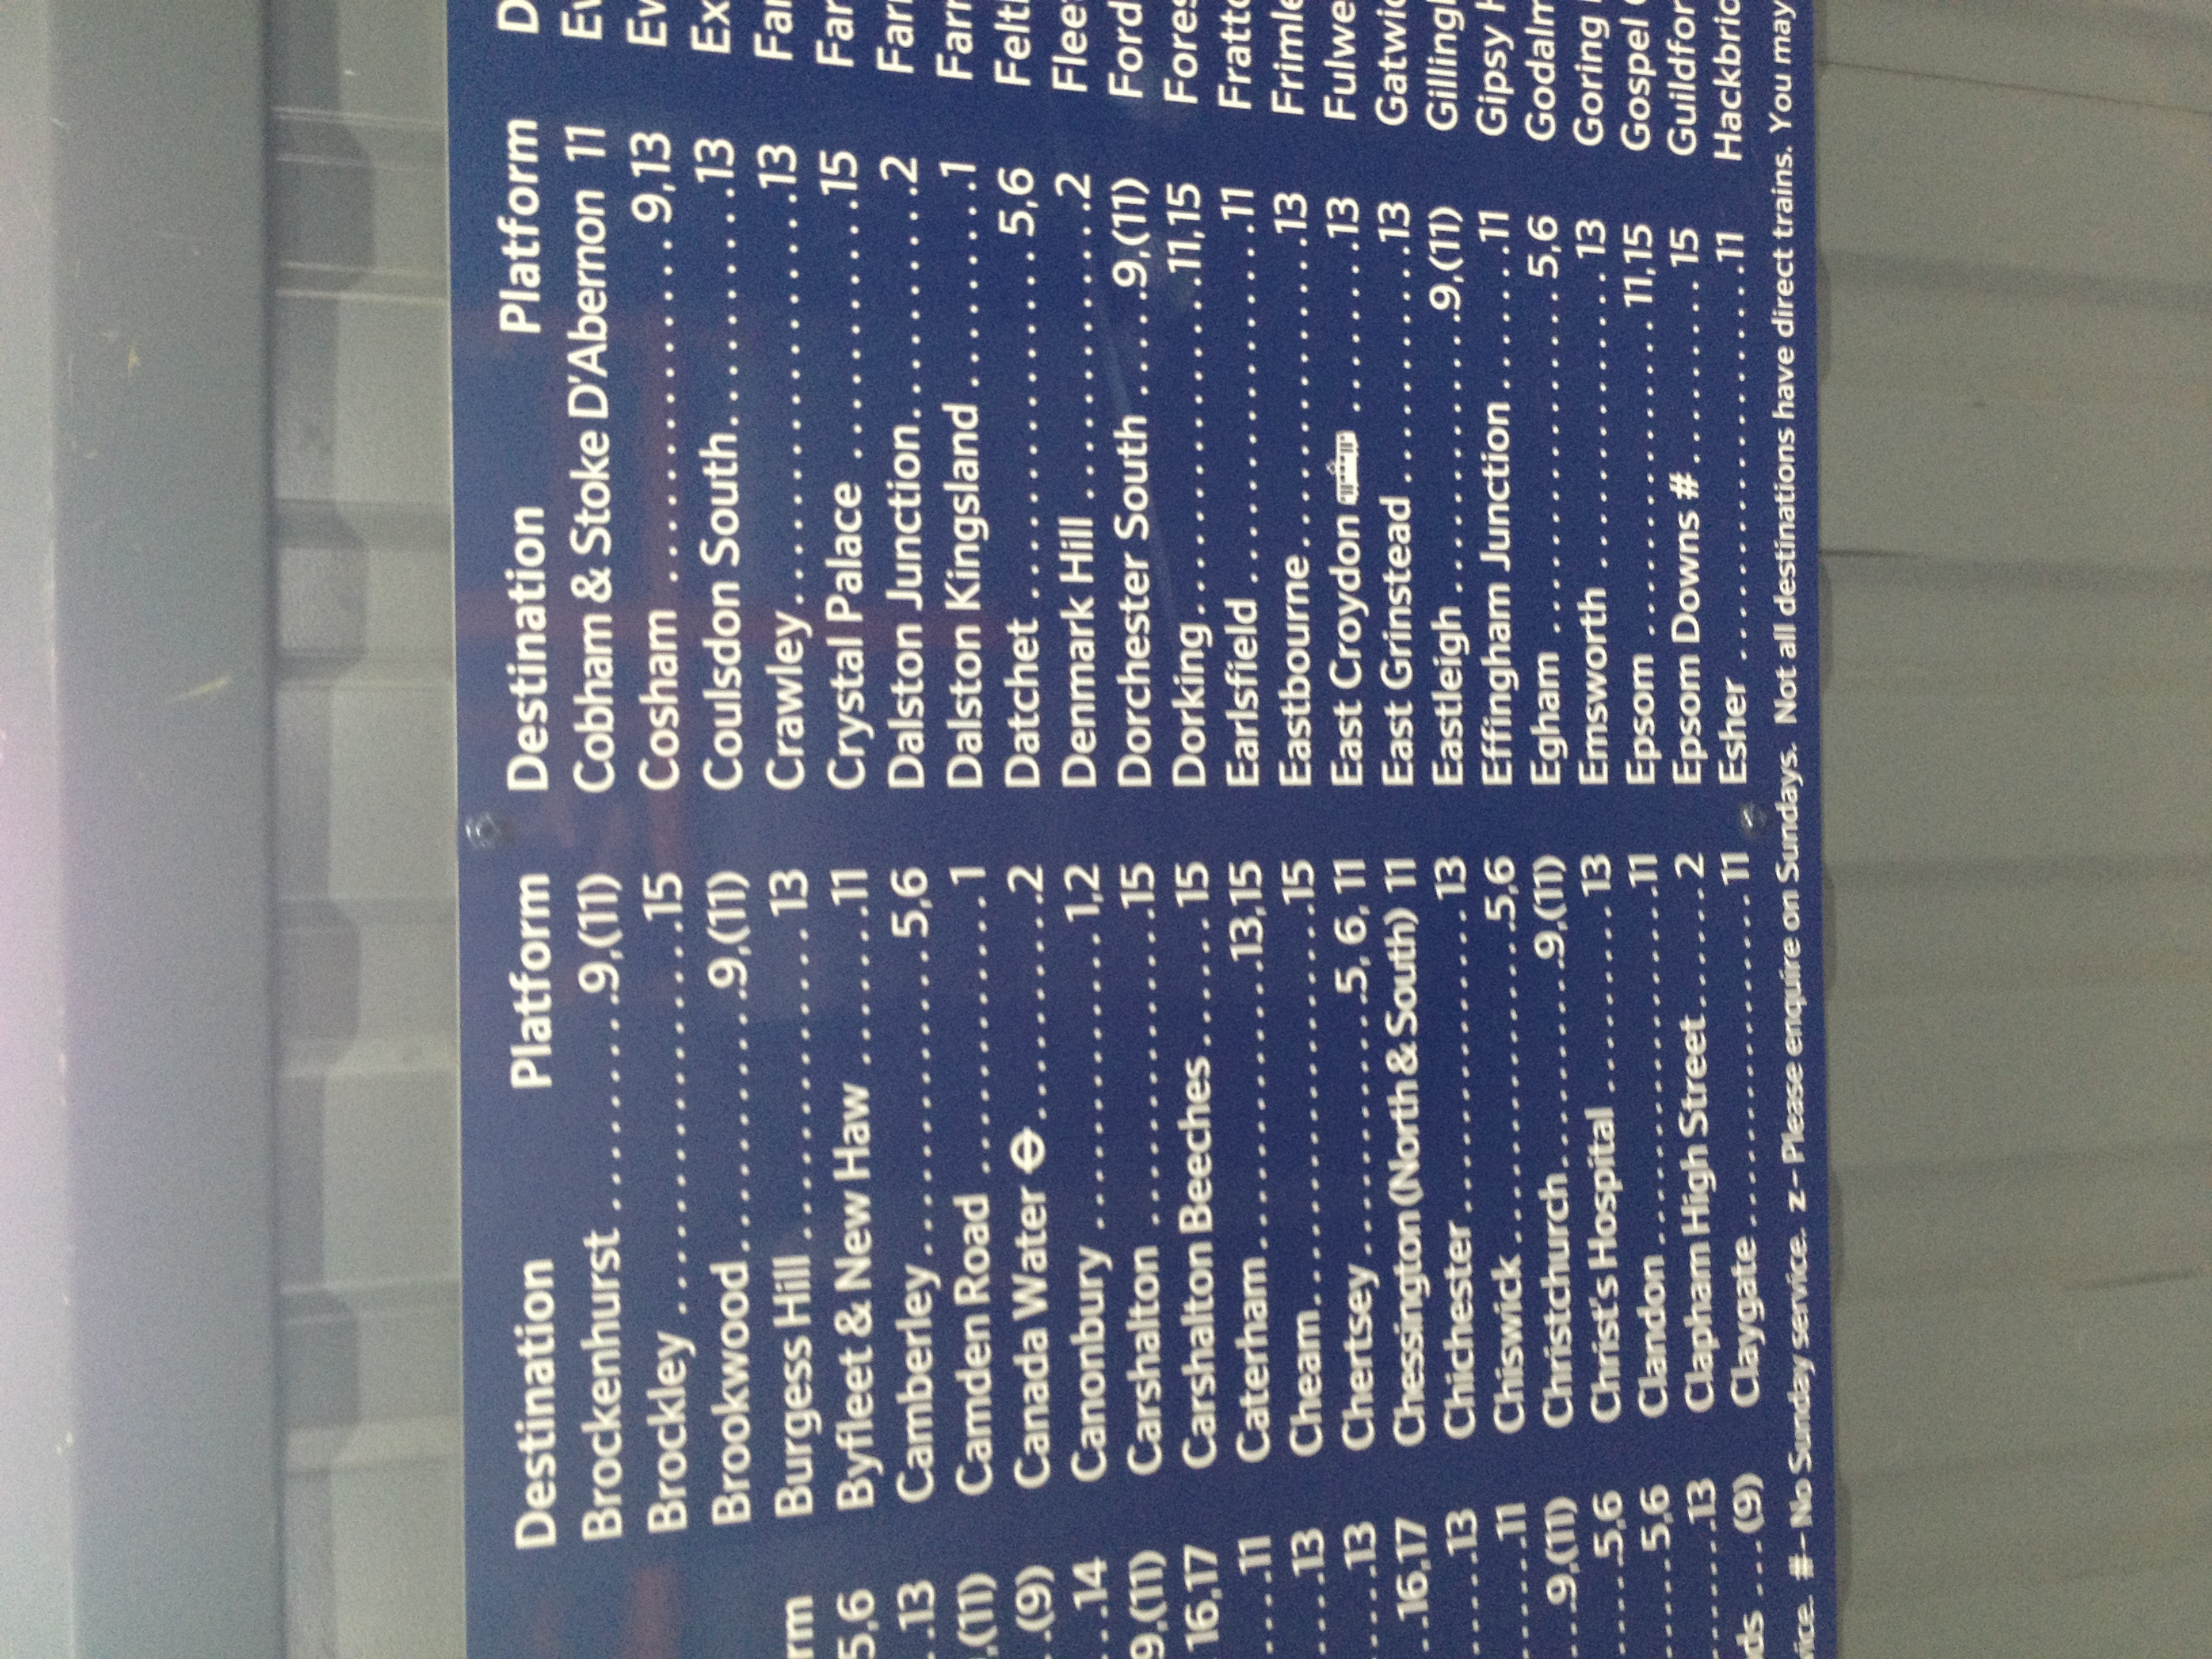 rm
5,6
..13
.(11)
..(9)
...14
9,(11)
16,17
....11
....13
.....13
..16,17
.....13
......11
...9,(11)
.....5,6
.....5,6
.......13
ds ...(9)
Destination Platform
Brockenhurst .........9,(11)
Brockley .................15
Brookwood...........9,(11)
Burgess Hill ............. 13
Byfleet & New Haw .......11
Camberley............. 5,6
Camden Road ............ 1
Canada Water ..........2
Canonbury ............. 1,2
Carshalton .............15
Carshalton Beeches ...... 15
Caterham............13,15
Cheam..................15
Chertsey............5, 6, 11
Chessington (North & South) 11
Chichester .............. 13
Chiswick ...............5,6
Christchurch..........9,(11)
Christ's Hospital ......... 13
Clandon .................11
Clapham High Street...... 2
Claygate ................ 11
Destination Platform
Cobham & Stoke D'Abernon 11
Cosham .............. 9,13
Coulsdon South..........13
Crawley.................13
Crystal Palace ...........15
Dalston Junction..........2
Dalston Kingsland .........1
Datchet .............. 5,6
Denmark Hill .............2
Dorchester South .....9,(11)
Dorking...............11,15
Earlsfield ................11
Eastbourne..............13
East Croydon ........13
East Grinstead ...........13
Eastleigh ............9,(11)
Effingham Junction .......11
Egham ............... 5,6
Emsworth .............. 13
Epsom .............. 11,15
Epsom Downs #......... 15
Esher ..................11
D
Ev
Ew
Ex
Far
Far
Farn
Farr
Felt
Fleet
Ford
Fores
Fratto
Frimle
Fulwe
Gatwic
Gillingh
Gipsy H
Godalm
Goring
Gospel
Guildfor
Hackbrid
vice. #– No Sunday service. z– Please enquire on Sundays. Not all destinations have direct trains. You may